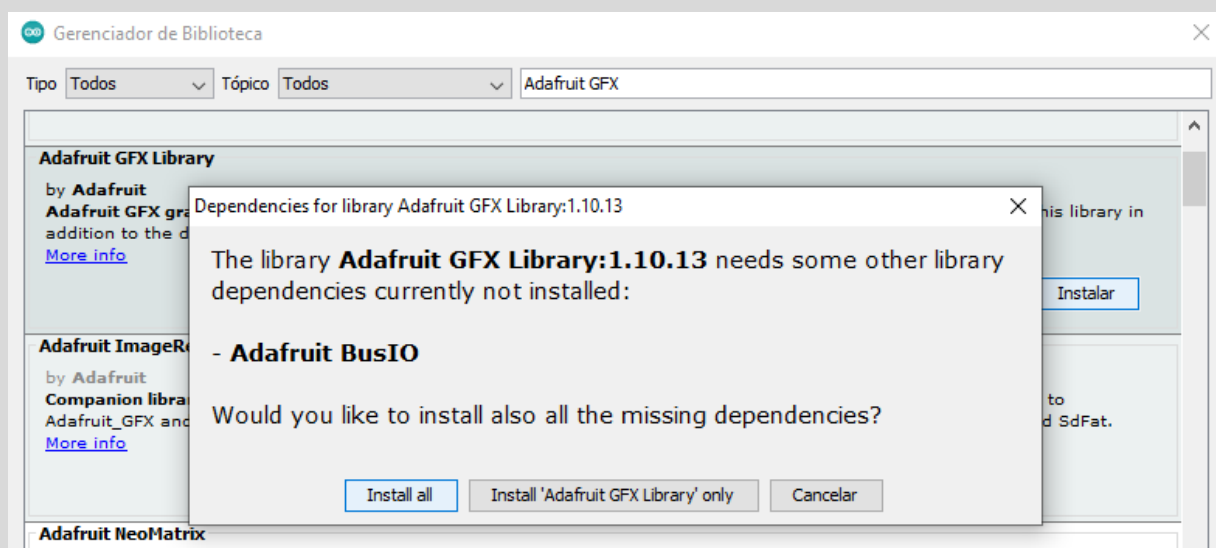 Gerenciador de Biblioteca
Tipo Todos Tópico Todos Adafruit GFX
Adafruit GFX Library
by Adafruit
Adafruit GFX gra
his library in
addition to the d
More info
Instalar
Dependencies for library Adafruit GFX Library:1.10.13
The library Adafruit GFX Library:1.10.13 needs some other library
dependencies currently not installed:
- Adafruit BusIO
Would you like to install also all the missing dependencies?
Install all Install 'Adafruit GFX Library' only Cancelar
Adafruit ImageRe
by Adafruit
Companion librar
to
Adafruit_GFX and
d SdFat.
More info
Adafruit NeoMatrix